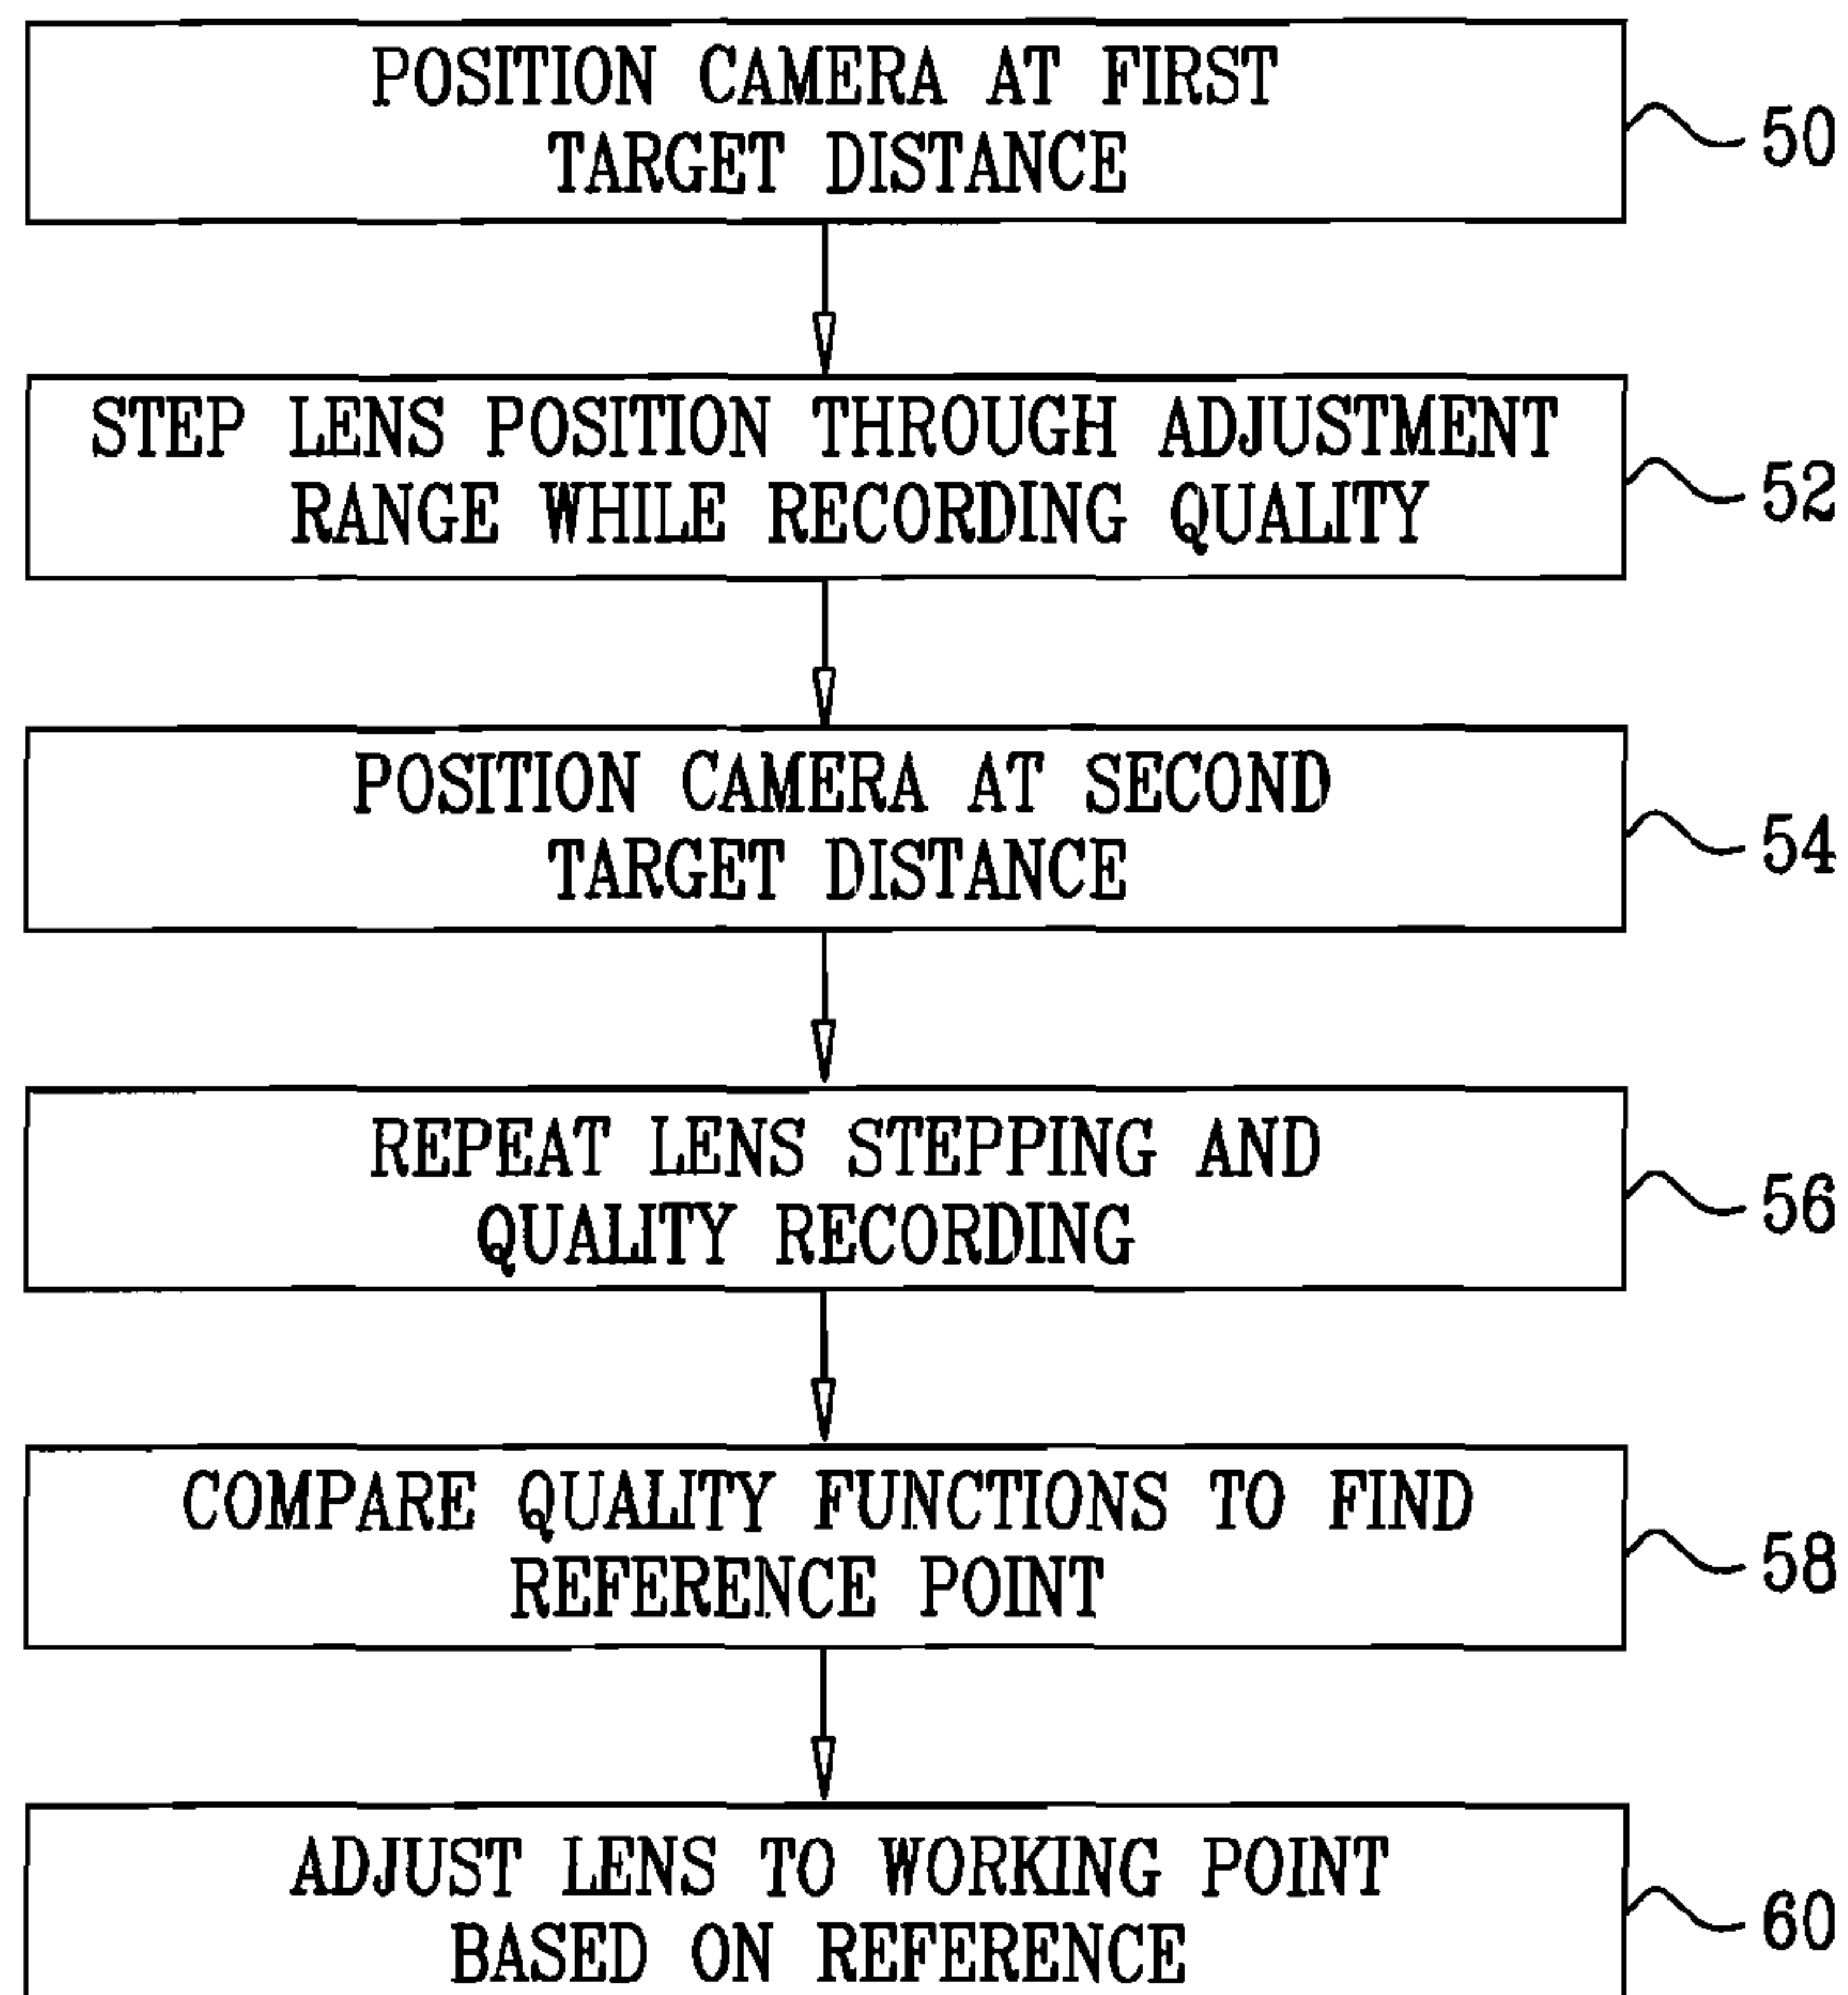 POSITION CAMERA AT FIRST
TARGET DISTANCE
50
STEP LENS POSITION THROUGH ADJUSTMENT
RANGE WHILE RECORDING QUALITY
52
POSITION CAMERA AT SECOND
TARGET DISTANCE
54
REPEAT LENS STEPPING AND
QUALITY RECORDING
56
COMPARE QUALITY FUNCTIONS TO FIND
REFERENCE POINT
58
ADJUST LENS TO WORKING POINT
BASED ON REFERENCE
60